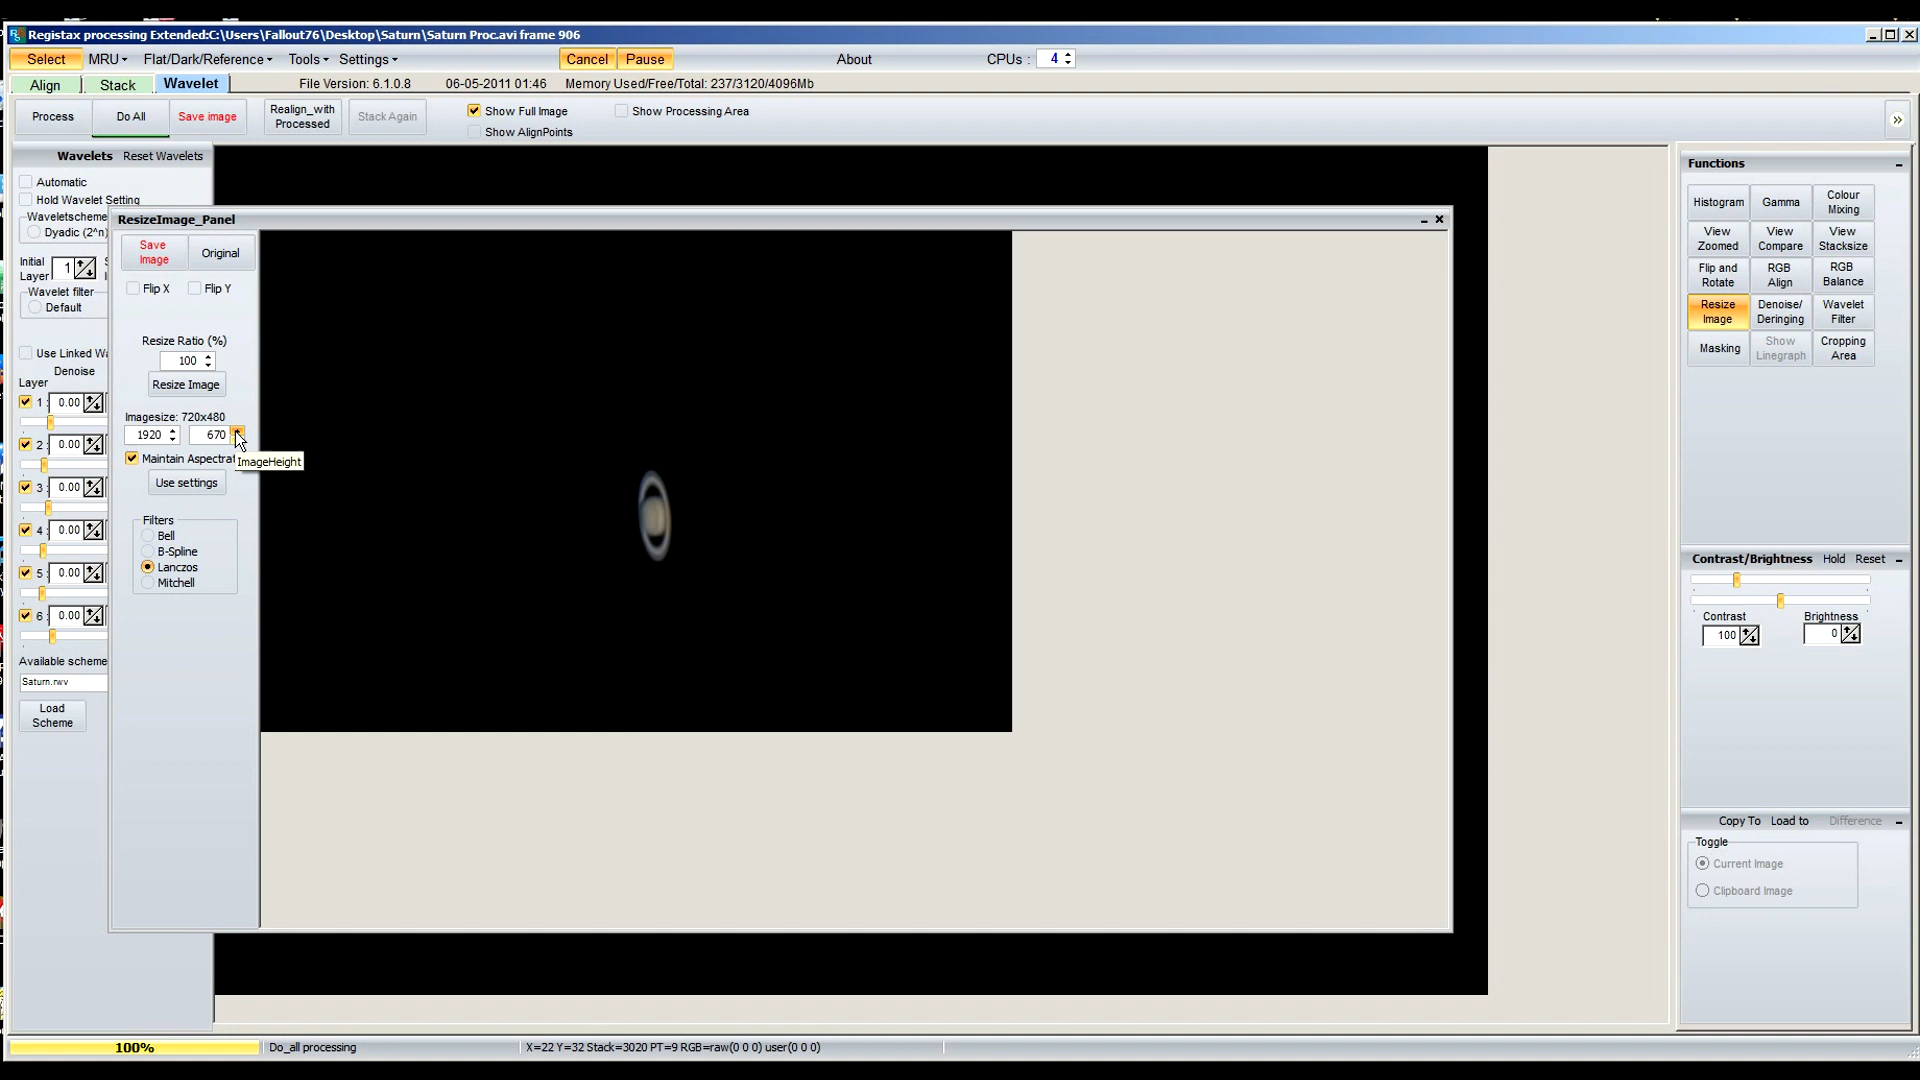 Registax processing Extended:C:\Users\Fallout76\Desktop\Saturn\Saturn Proc.avi frame 906
Select MRU Flat/Dark/Reference Tools Settings Cancel Pause About CPUs : 4
Align Stack Wavelet File Version: 6.1.0.8 06-05-2011 01:46 Memory Used/Free/Total: 237/3120/4096Mb
Process Do All Save image Realign_with Processed Stack Again Show Full Image Show Processing Area
Show AlignPoints
Wavelets Reset Wavelets
Automatic
Hold Wavelet Setting
Waveletscheme
Dyadic (2^n)
Initial Layer 1
Wavelet filter
Default
Use Linked Wa
Denoise
Layer
1 : 0.00
2 : 0.00
3 : 0.00
4 : 0.00
5 : 0.00
6 : 0.00
Available scheme
Saturn.rwv
Load Scheme
ResizeImage_Panel
Save Image Original
Flip X Flip Y
Resize Ratio (%)
100
Resize Image
Imagesize: 720x480
1920 670
Maintain Aspectrat
ImageHeight
Use settings
Filters
Bell
B-Spline
Lanczos
Mitchell
Functions
Histogram Gamma Colour Mixing
View Zoomed View Compare View Stacksize
Flip and Rotate RGB Align RGB Balance
Resize Image Denoise/ Deringing Wavelet Filter
Masking Show Linegraph Cropping Area
Contrast/Brightness Hold Reset
Contrast Brightness
100 0
Copy To Load to Difference
Toggle
Current Image
Clipboard Image
100% Do_all processing X=22 Y=32 Stack=3020 PT=9 RGB=raw(0 0 0) user(0 0 0)